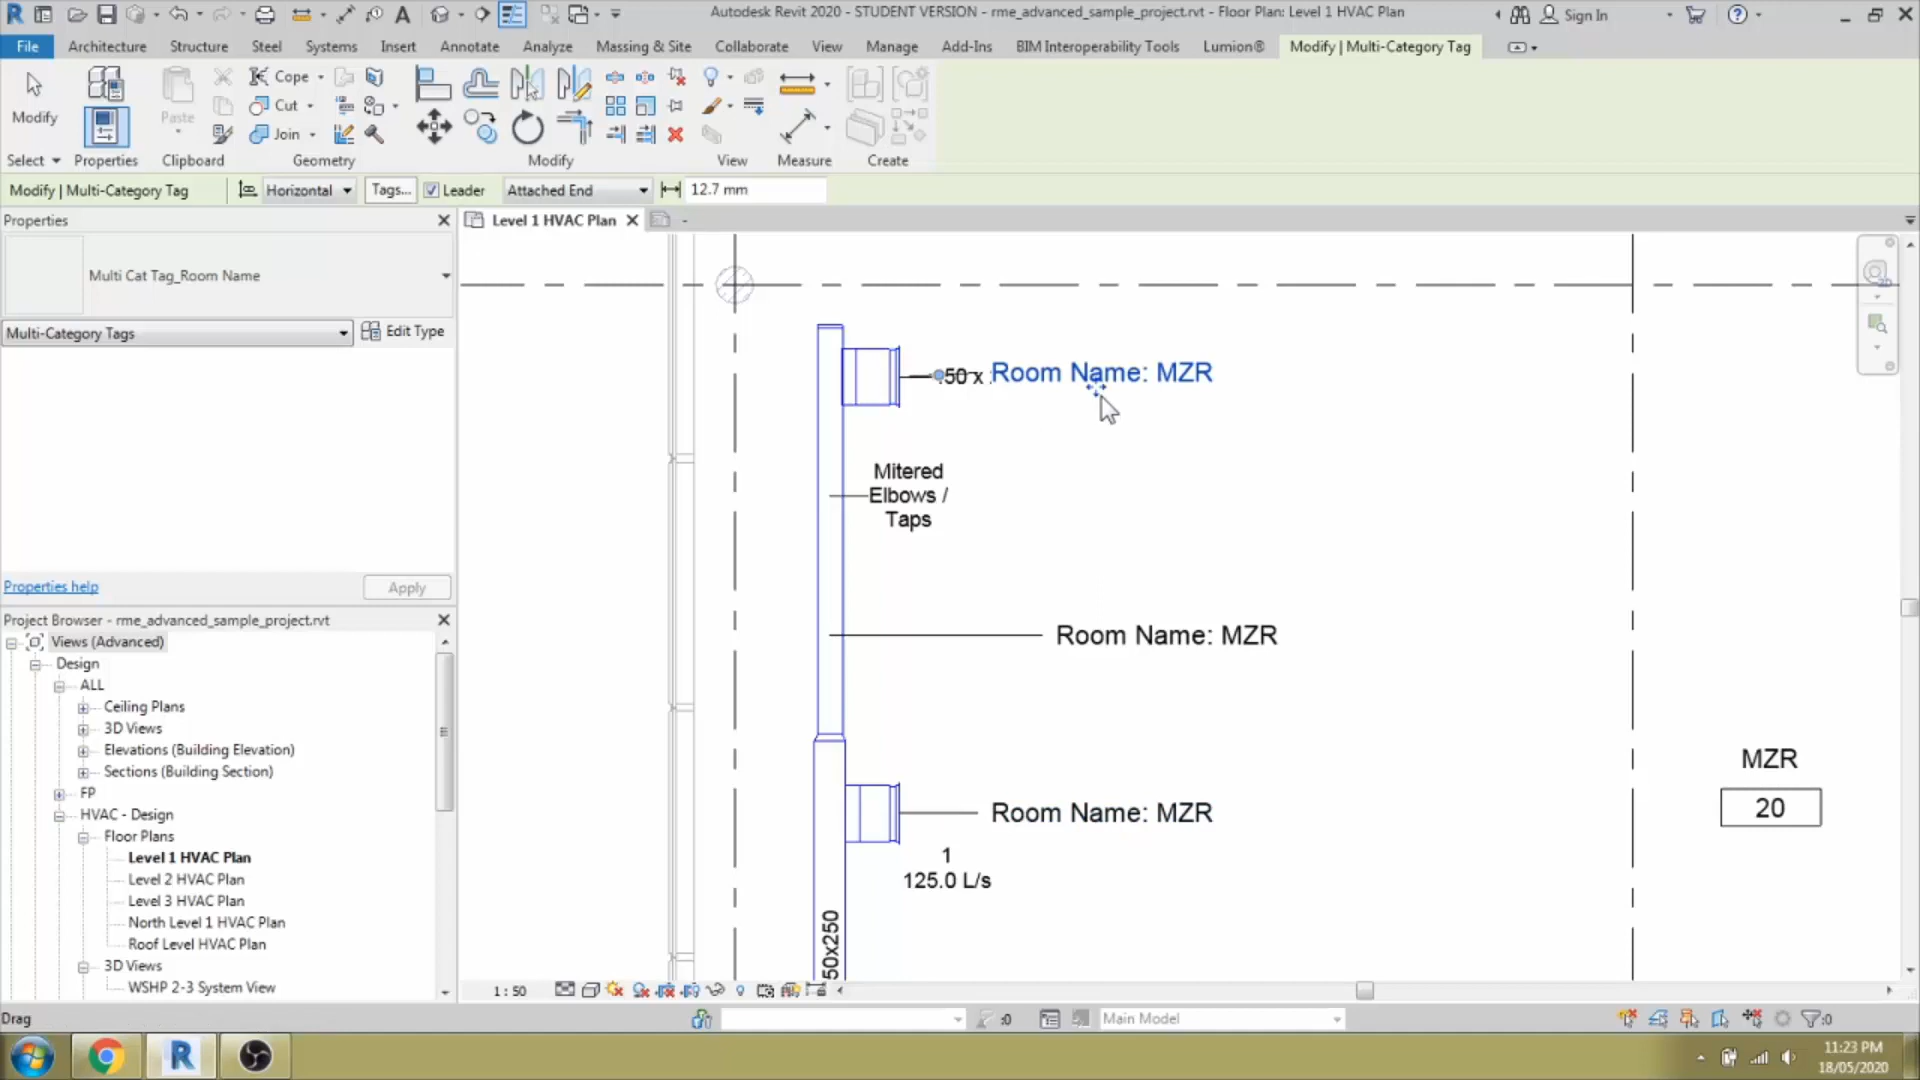 Autodesk Revit 2020 - STUDENT VERSION - rme_advanced_sample_project.rvt - Floor Plan: Level 1 HVAC Plan
Sign In
File Architecture Structure Steel Systems Insert Annotate Analyze Massing & Site Collaborate View Manage Add-Ins BIM Interoperability Tools Lumion® Modify | Multi-Category Tag
Modify
Paste
Cope
Cut
Join
Select Properties Clipboard Geometry Modify View Measure Create
Modify | Multi-Category Tag Horizontal Tags... Leader Attached End 12.7 mm
Properties
Multi Cat Tag_Room Name
Multi-Category Tags Edit Type
Properties help Apply
Project Browser - rme_advanced_sample_project.rvt
Views (Advanced)
Design
ALL
Ceiling Plans
3D Views
Elevations (Building Elevation)
Sections (Building Section)
FP
HVAC - Design
Floor Plans
Level 1 HVAC Plan
Level 2 HVAC Plan
Level 3 HVAC Plan
North Level 1 HVAC Plan
Roof Level HVAC Plan
3D Views
WSHP 2-3 System View
Level 1 HVAC Plan
50 x Room Name: MZR
Mitered
Elbows /
Taps
Room Name: MZR
MZR
20
Room Name: MZR
1
125.0 L/s
50x250
1 : 50
Drag
:0
Main Model
:0
11:23 PM
18/05/2020